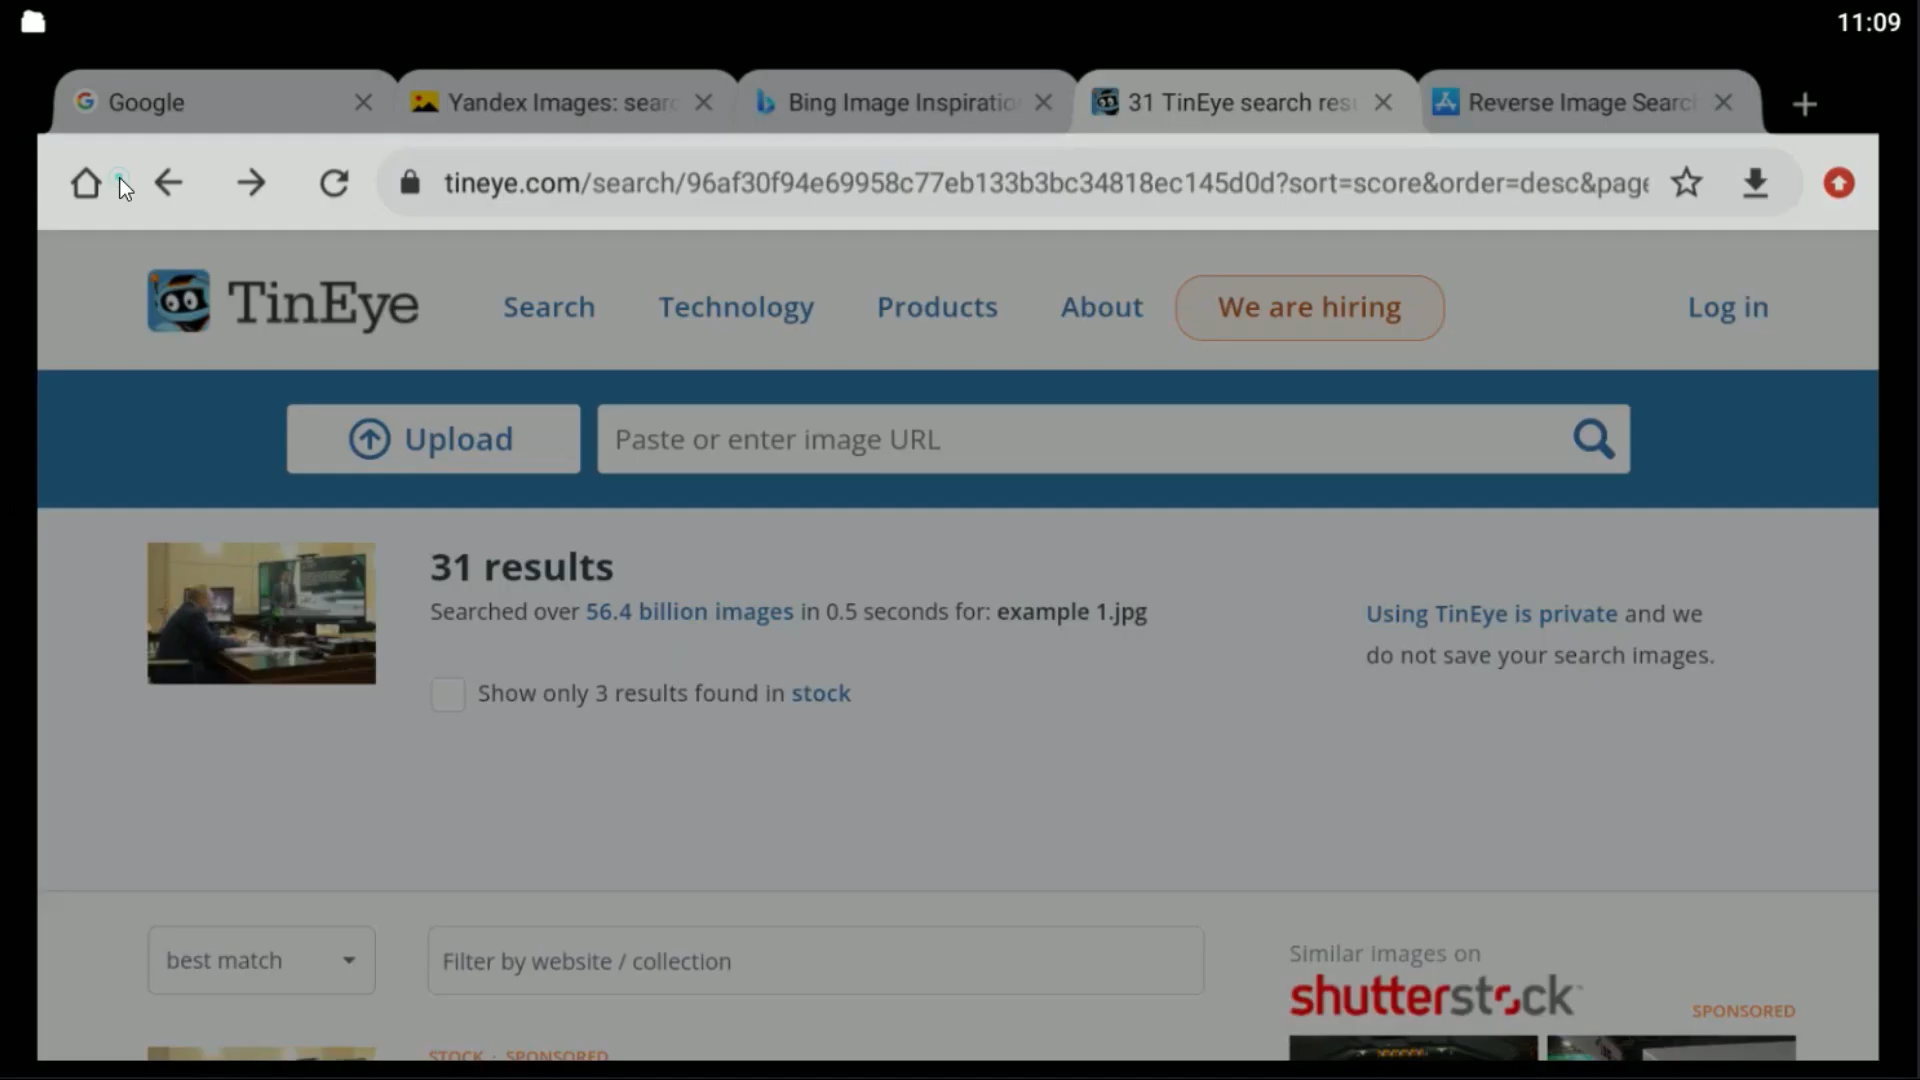 11:09
Google
Yandex Images: sear
Bing Image Inspiratio
31 TinEye search res
Reverse Image Search
tineye.com/search/96af30f94e69958c77eb133b3bc34818ec145d0d?sort=score&order=desc&page
TinEye
Search
Technology
Products
About
We are hiring
Log in
Upload
Paste or enter image URL
31 results
Searched over 56.4 billion images in 0.5 seconds for: example 1.jpg
Using TinEye is private and we
do not save your search images.
Show only 3 results found in stock
best match
Filter by website / collection
Similar images on
shutterstock
SPONSORED
STOCK · SPONSORED